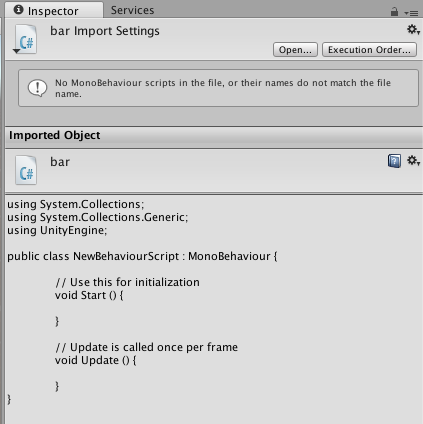 Inspector
Services
bar Import Settings
C#
Open...
Execution Order...
No MonoBehaviour scripts in the file, or their names do not match the file
name.
Imported Object
bar
C#
using System.Collections;
using System.Collections.Generic;
using UnityEngine;
public class NewBehaviourScript : MonoBehaviour {
// Use this for initialization
void Start () {
}
// Update is called once per frame
void Update () {
}
}